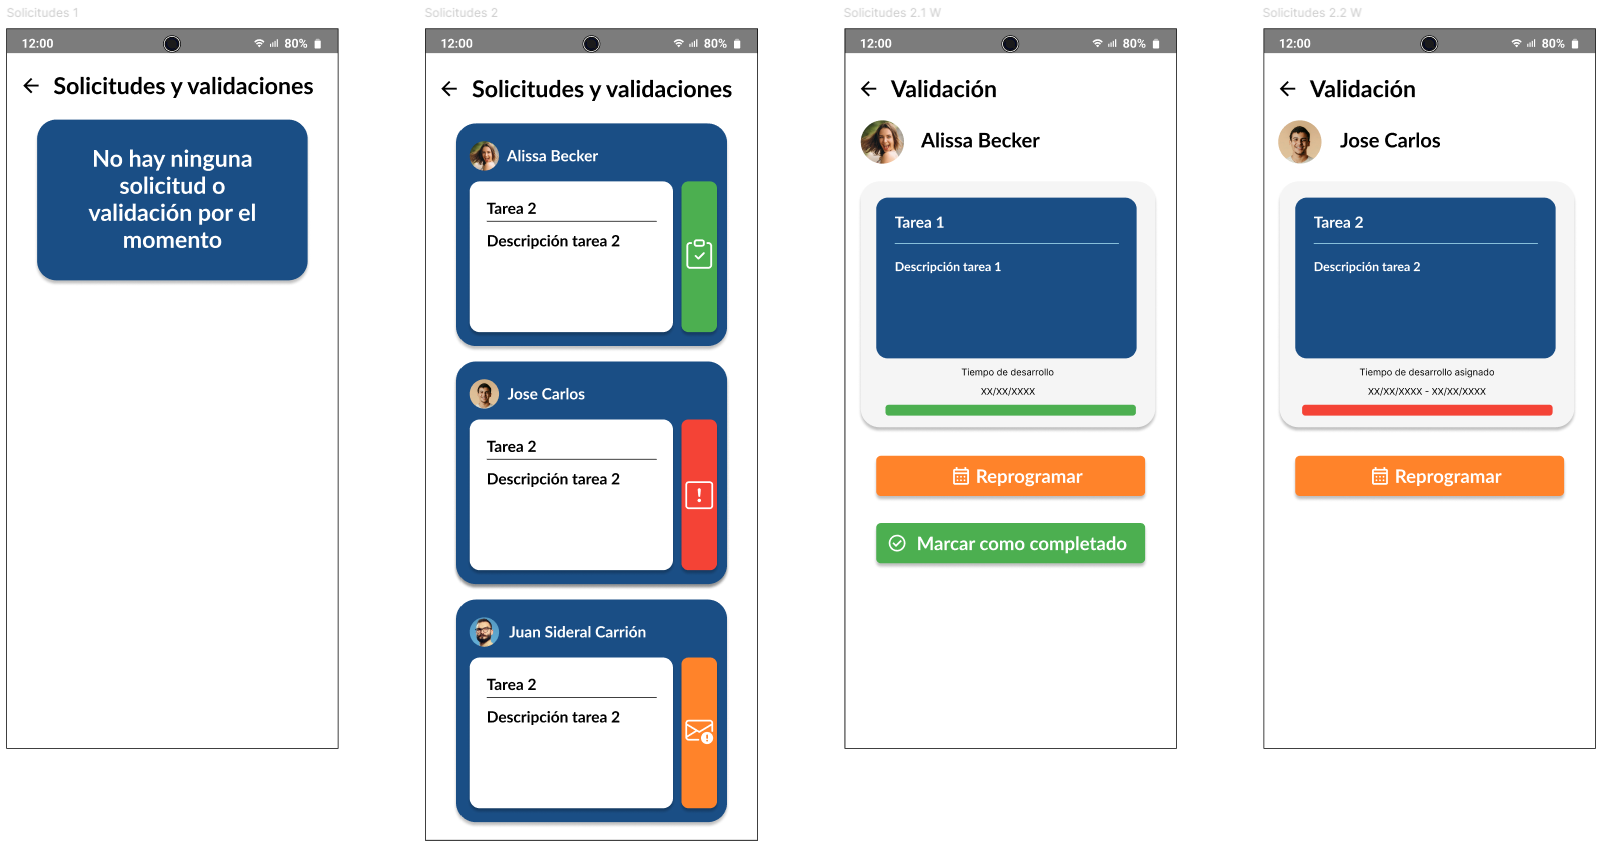 Solicitudes 1
12:00
80%
Solicitudes y validaciones
No hay ninguna
solicitud o
validación por el
momento
Solicitudes 2
12:00
80%
Solicitudes y validaciones
Alissa Becker
Tarea 2
Descripción tarea 2
Jose Carlos
Tarea 2
Descripción tarea 2
Juan Sideral Carrión
Tarea 2
Descripción tarea 2
Solicitudes 2.1 W
12:00
80%
Validación
Alissa Becker
Tarea 1
Descripción tarea 1
Tiempo de desarrollo
XX/XX/XXXX
Reprogramar
Marcar como completado
Solicitudes 2.2 W
12:00
80%
Validación
Jose Carlos
Tarea 2
Descripción tarea 2
Tiempo de desarrollo asignado
XX/XX/XXXX - XX/XX/XXXX
Reprogramar